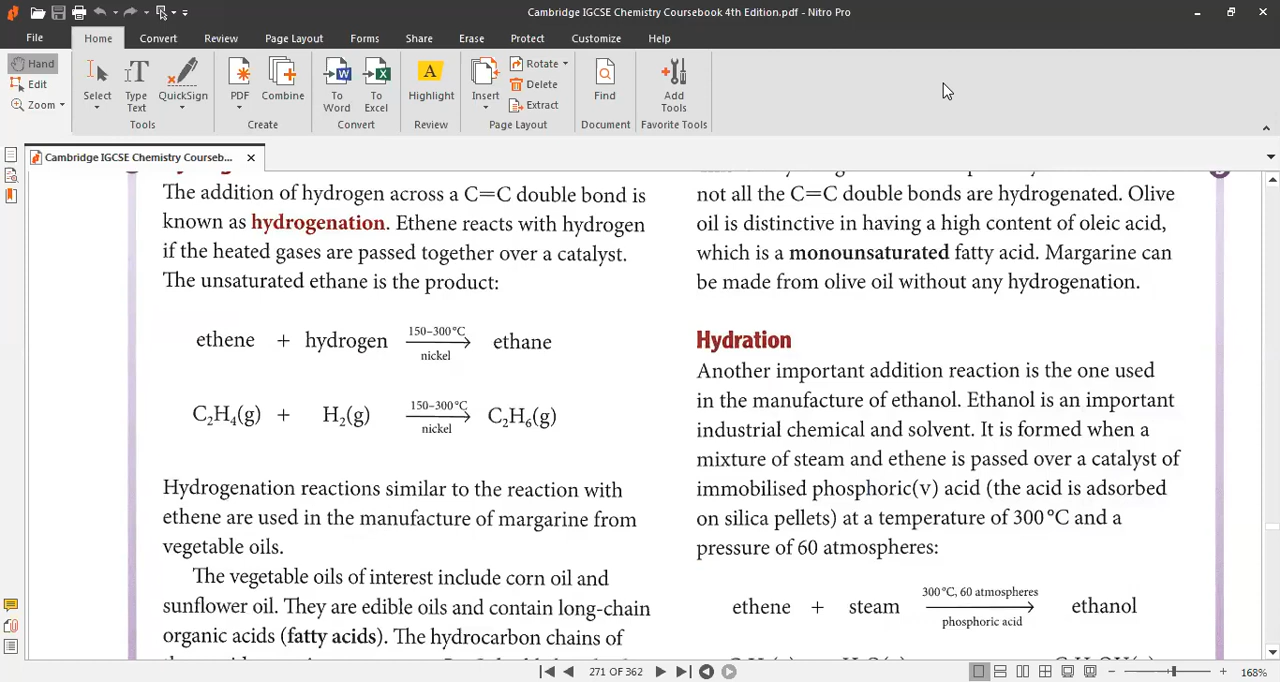 Cambridge IGCSE Chemistry Coursebook 4th Edition.pdf - Nitro Pro
File Home Convert Review Page Layout Forms Share Erase Protect Customize Help
Hand
Edit
Zoom
Select
Type Text
QuickSign
Tools
PDF
Combine
Create
To Word
To Excel
Convert
Highlight
Review
Insert
Rotate
Delete
Extract
Page Layout
Find
Document
Add Tools
Favorite Tools
Cambridge IGCSE Chemistry Courseb...
The addition of hydrogen across a C=C double bond is
known as hydrogenation. Ethene reacts with hydrogen
if the heated gases are passed together over a catalyst.
The unsaturated ethane is the product:
ethene + hydrogen 150–300 °C nickel ethane
C₂H₄(g) + H₂(g) 150–300 °C nickel C₂H₆(g)
Hydrogenation reactions similar to the reaction with
ethene are used in the manufacture of margarine from
vegetable oils.
The vegetable oils of interest include corn oil and
sunflower oil. They are edible oils and contain long-chain
organic acids (fatty acids). The hydrocarbon chains of
not all the C=C double bonds are hydrogenated. Olive
oil is distinctive in having a high content of oleic acid,
which is a monounsaturated fatty acid. Margarine can
be made from olive oil without any hydrogenation.
Hydration
Another important addition reaction is the one used
in the manufacture of ethanol. Ethanol is an important
industrial chemical and solvent. It is formed when a
mixture of steam and ethene is passed over a catalyst of
immobilised phosphoric(v) acid (the acid is adsorbed
on silica pellets) at a temperature of 300 °C and a
pressure of 60 atmospheres:
ethene + steam 300 °C, 60 atmospheres phosphoric acid ethanol
271 OF 362
168%